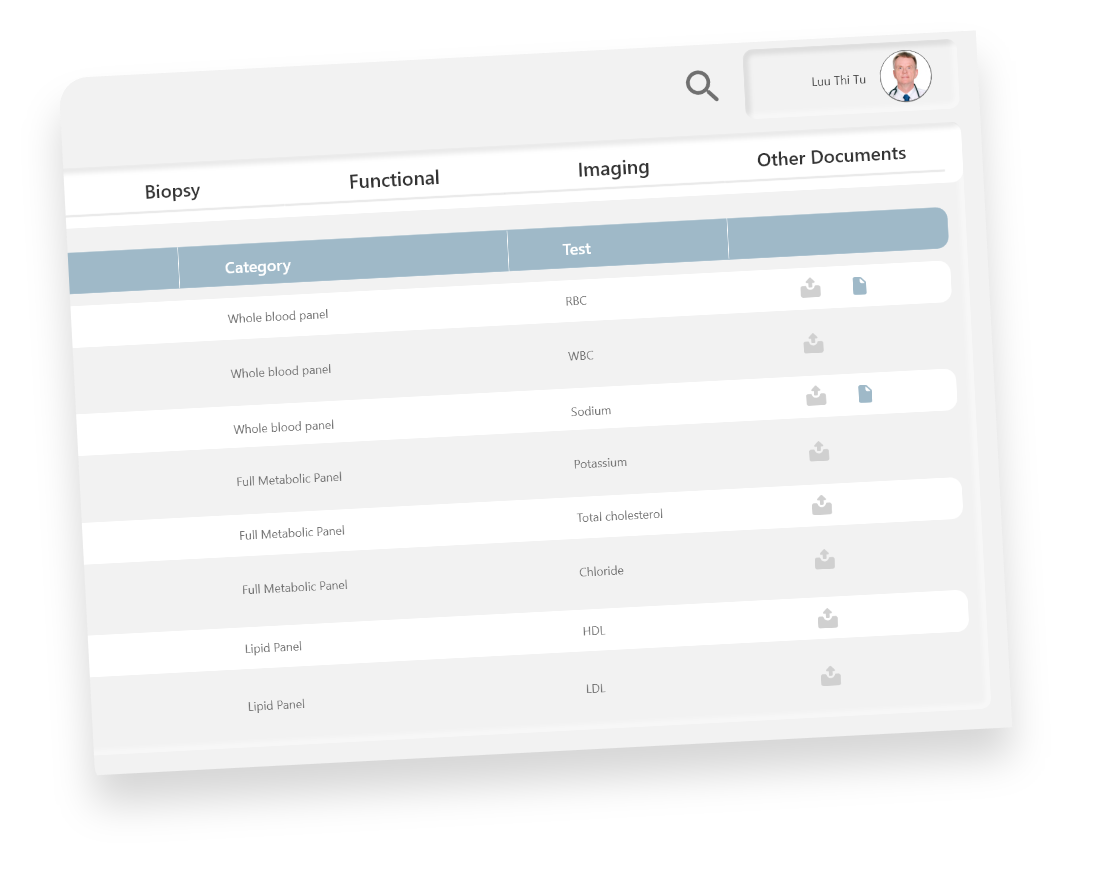 Luu Thi Tu
Biopsy Functional Imaging Other Documents
Category Test
Whole blood panel RBC
Whole blood panel WBC
Whole blood panel Sodium
Full Metabolic Panel Potassium
Full Metabolic Panel Total cholesterol
Full Metabolic Panel Chloride
Lipid Panel HDL
Lipid Panel LDL